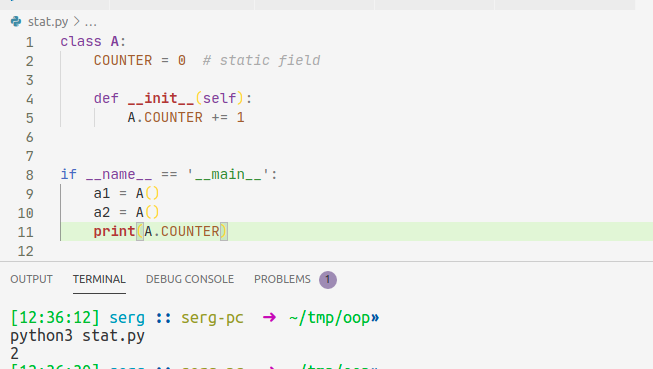 stat.py > ...
1 class A:
2     COUNTER = 0  # static field
3
4     def __init__(self):
5         A.COUNTER += 1
6
7
8 if __name__ == '__main__':
9     a1 = A()
10     a2 = A()
11     print(A.COUNTER)
12
OUTPUT TERMINAL DEBUG CONSOLE PROBLEMS 1
[12:36:12] serg :: serg-pc ➜ ~/tmp/oop»
python3 stat.py
2